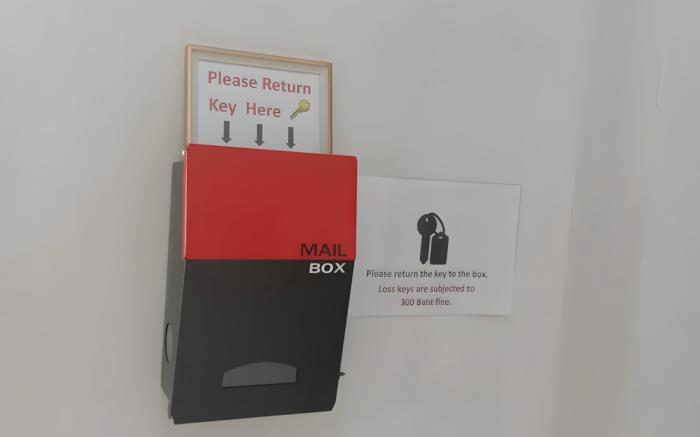 Please Return
Key Here
MAIL
BOX
Please return the key to the box.
Loss keys are subjected to
300 Baht fine.